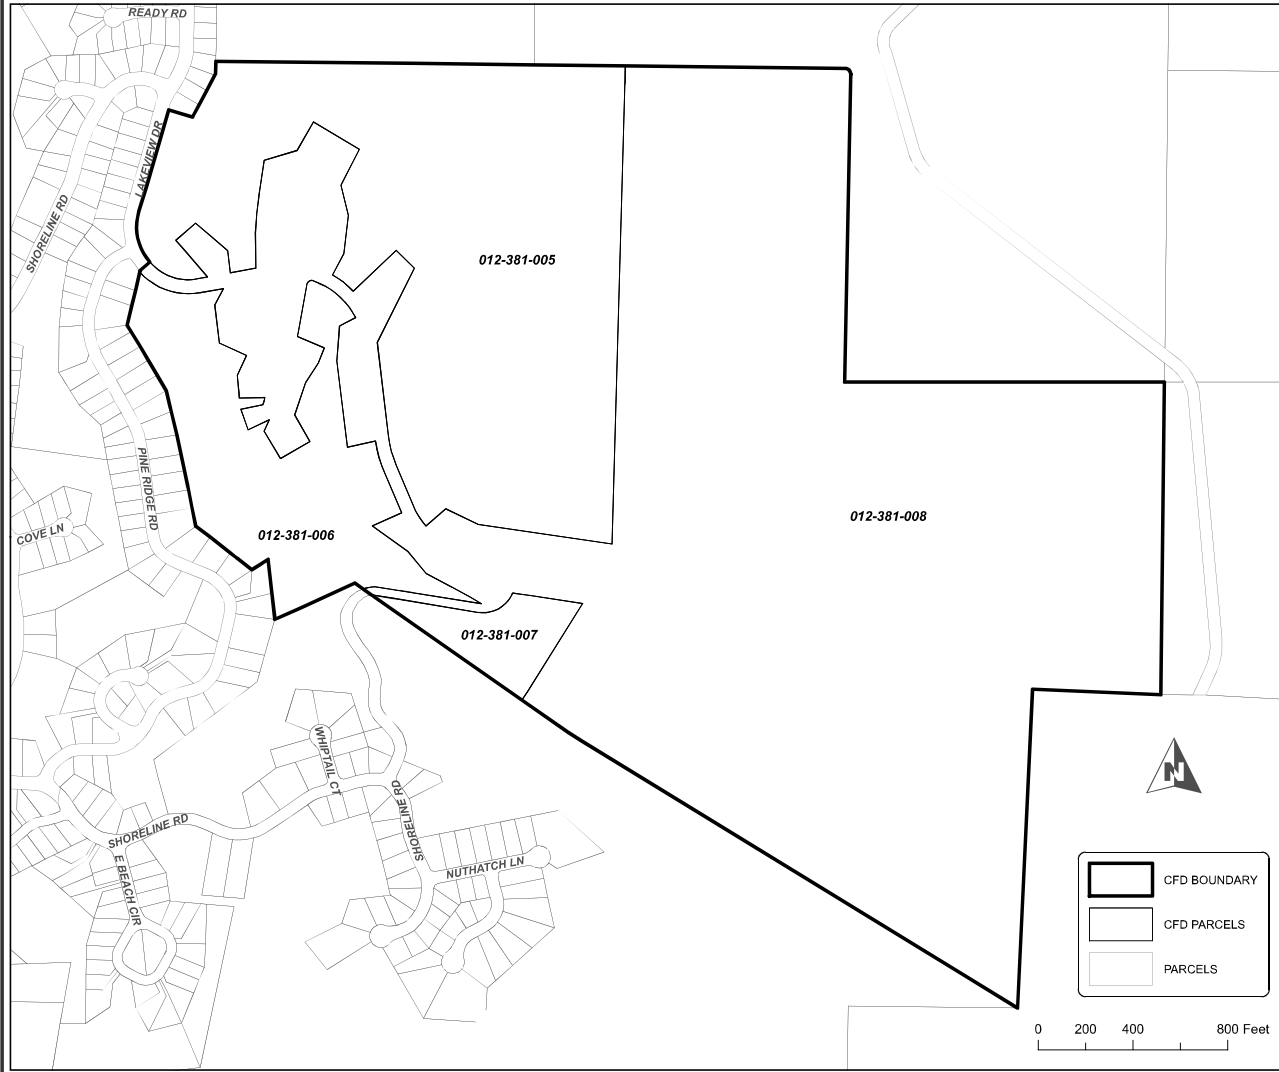 READY RD
LAKEVIEW DR
SHORELINE RD
012-381-005
PINE RIDGE RD
012-381-008
COVE LN
012-381-006
012-381-007
WHIPTAIL CT
SHORELINE RD
SHORELINE RD
NUTHATCH LN
E BEACH CIR
N
CFD BOUNDARY
CFD PARCELS
PARCELS
0 200 400 800 Feet